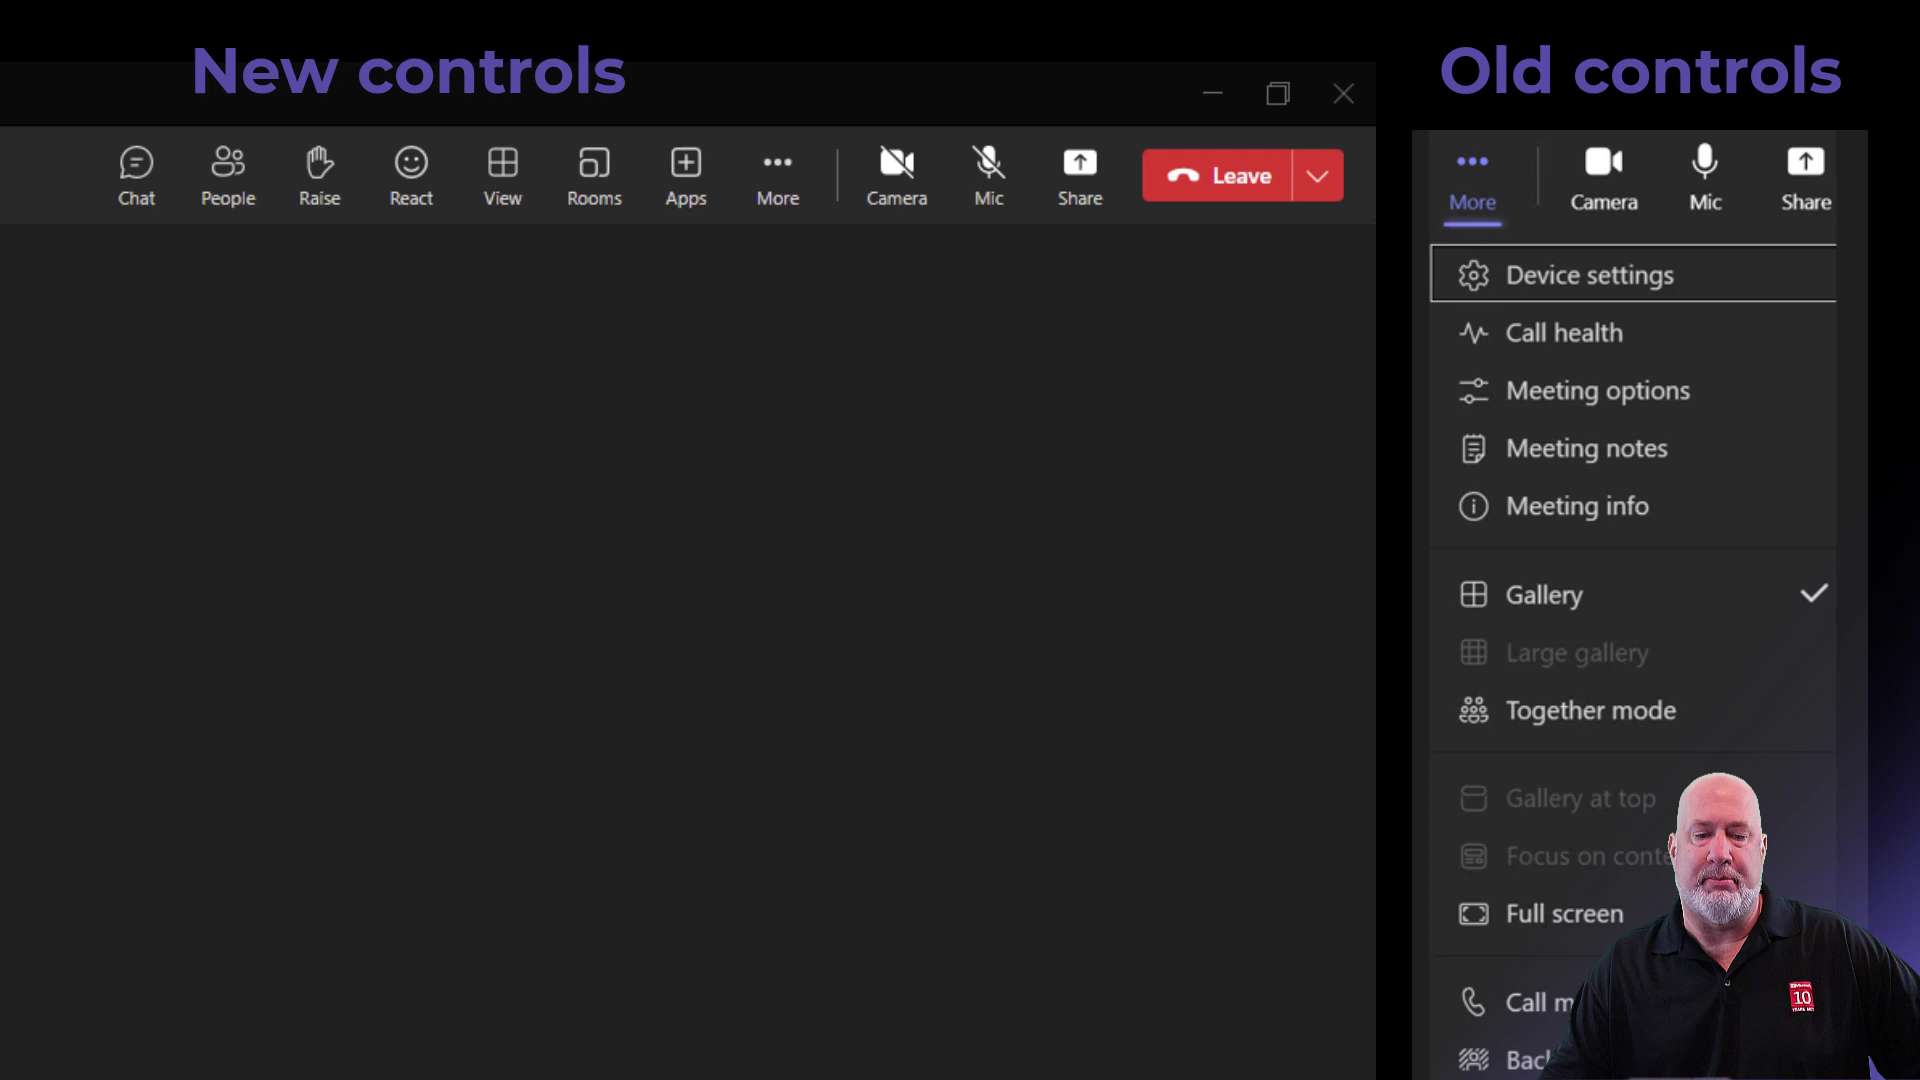 New controls
Chat People Raise React View Rooms Apps More Camera Mic Share Leave
Old controls
More Camera Mic Share
Device settings
Call health
Meeting options
Meeting notes
Meeting info
Gallery
Large gallery
Together mode
Gallery at top
Focus on conte
Full screen
Call m
Bac
10